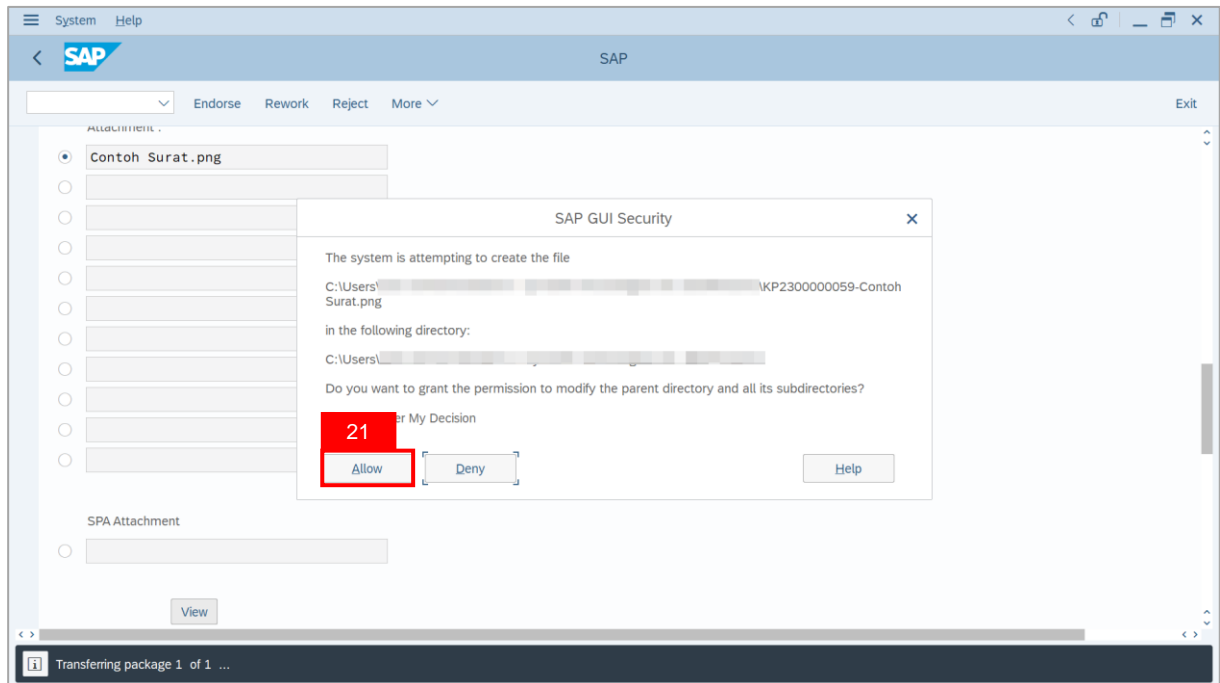 System Help
SAP
SAP
Endorse Rework Reject More Exit
Attachment :
Contoh Surat.png
SAP GUI Security
The system is attempting to create the file
C:\Users\ \KP2300000059-Contoh
Surat.png
in the following directory:
C:\Users\
Do you want to grant the permission to modify the parent directory and all its subdirectories?
My Decision
21
Allow Deny Help
SPA Attachment
View
Transferring package 1 of 1 ...